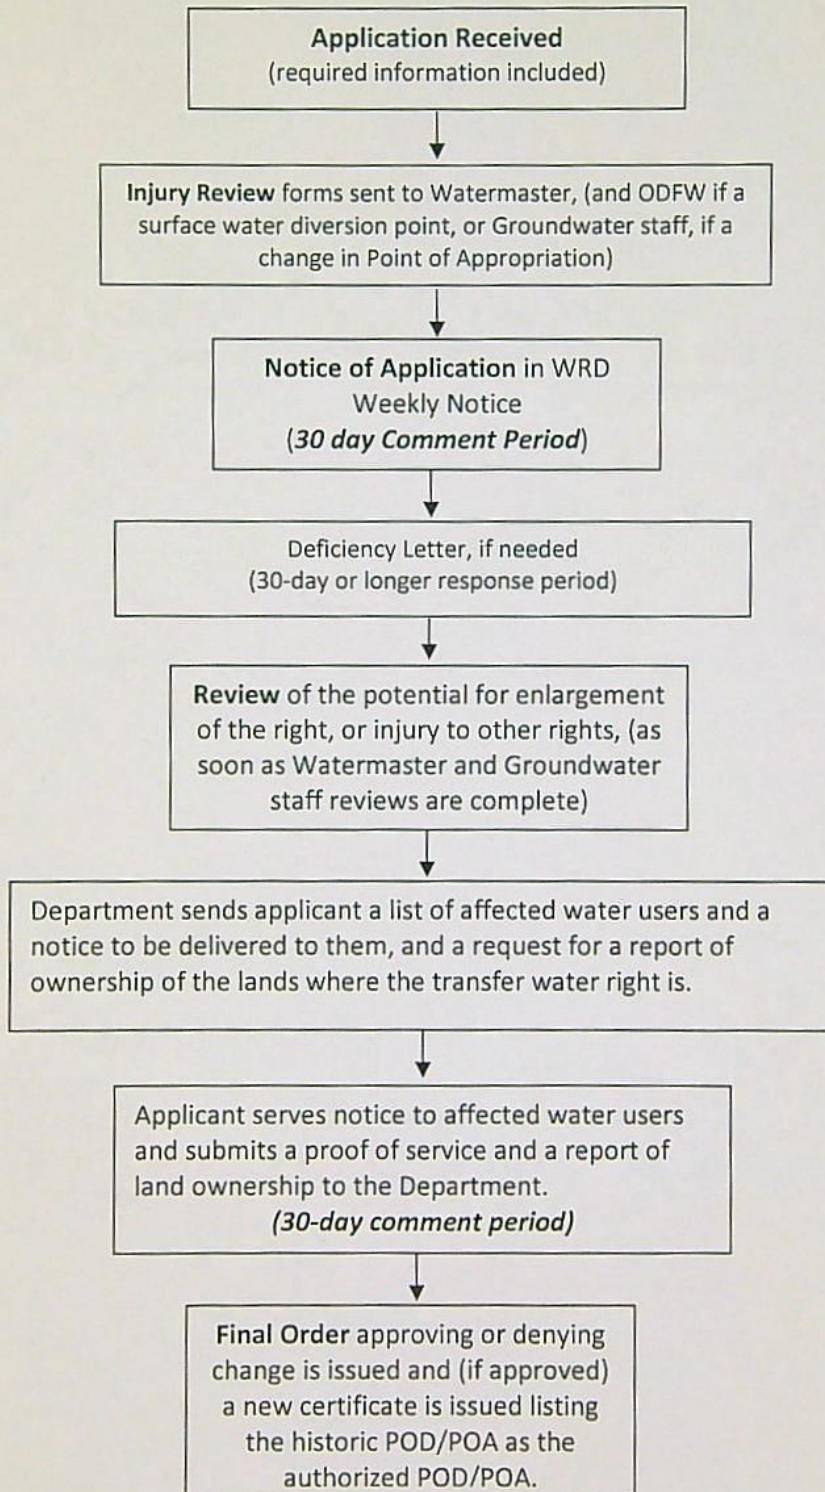 Application Received
(required information included)
Injury Review forms sent to Watermaster, (and ODFW if a
surface water diversion point, or Groundwater staff, if a
change in Point of Appropriation)
Notice of Application in WRD
Weekly Notice
(30 day Comment Period)
Deficiency Letter, if needed
(30-day or longer response period)
Review of the potential for enlargement
of the right, or injury to other rights, (as
soon as Watermaster and Groundwater
staff reviews are complete)
Department sends applicant a list of affected water users and a
notice to be delivered to them, and a request for a report of
ownership of the lands where the transfer water right is.
Applicant serves notice to affected water users
and submits a proof of service and a report of
land ownership to the Department.
(30-day comment period)
Final Order approving or denying
change is issued and (if approved)
a new certificate is issued listing
the historic POD/POA as the
authorized POD/POA.